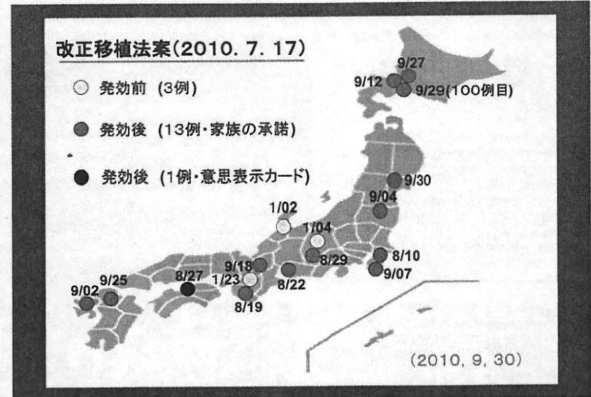 改正移植法案(2010. 7. 17)
発効前 (3例)
発効後 (13例・家族の承諾)
発効後 (1例・意思表示カード)
9/27
9/12
9/29(100例目)
9/30
9/04
1/02
1/04
8/10
9/07
8/29
9/18
8/22
1/23
8/19
8/27
9/25
9/02
(2010, 9, 30)